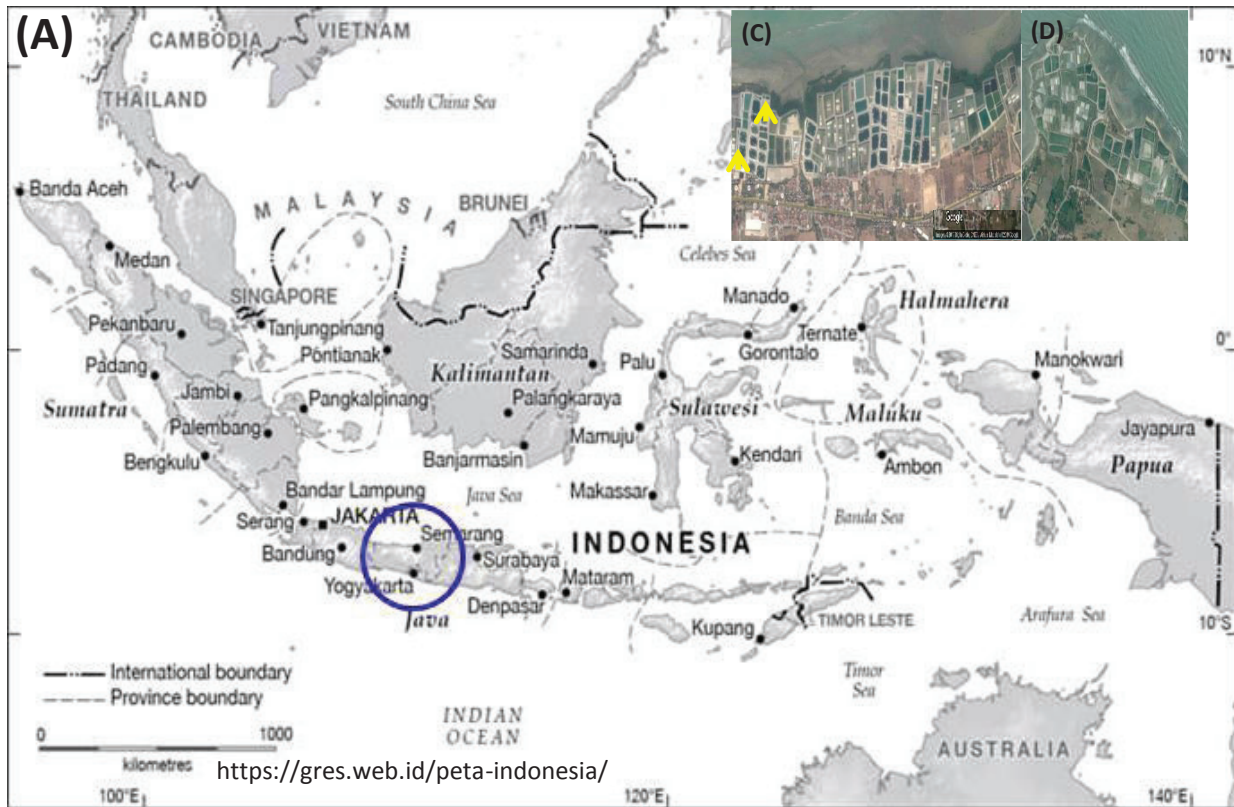 (A)
(C)
(D)
CAMBODIA
VIETNAM
THAILAND
South China Sea
10°N
Banda Aceh
MALAYSIA
BRUNEI
Google
Celebes Sea
Medan
SINGAPORE
Manado
Halmahera
Pekanbaru
Tanjungpinang
Ternate
Padang
Pontianak
Samarinda
Palu
Gorontalo
Manokwari
0°
Kalimantan
Jambi
Pangkalpinang
Palangkaraya
Sumatra
Sulawesi
Maluku
Palembang
Mamuju
Jayapura
Bengkulu
Banjarmasin
Kendari
Ambon
Papua
Bandar Lampung
Java Sea
Makassar
Serang
JAKARTA
Banda Sea
Semarang
INDONESIA
Bandung
Surabaya
Yogyakarta
Mataram
Denpasar
Java
Kupang
TIMOR LESTE
Arafura Sea
10°S
International boundary
Timor
Sea
Province boundary
INDIAN
OCEAN
0
1000
AUSTRALIA
kilometres
https://gres.web.id/peta-indonesia/
100°E
120°E
140°E